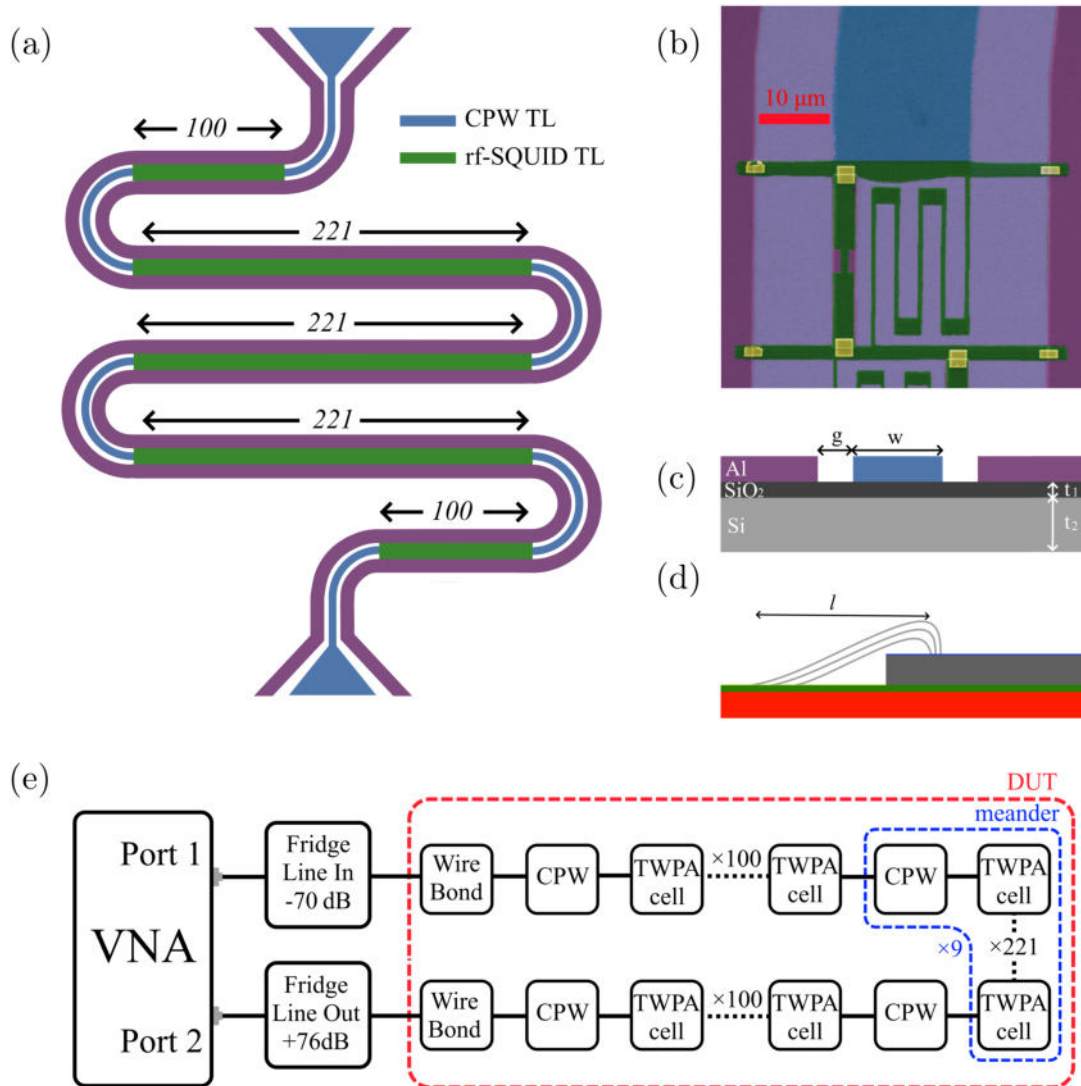 (a)
100
CPW TL
rf-SQUID TL
221
221
221
100
(b)
10 µm
(c)
g
w
Al
SiO₂
t₁
Si
t₂
(d)
l
(e)
DUT
meander
VNA
Port 1
Port 2
Fridge
Line In
-70 dB
Wire
Bond
CPW
TWPA
cell
×100
TWPA
cell
CPW
TWPA
cell
×9
×221
Fridge
Line Out
+76dB
Wire
Bond
CPW
TWPA
cell
×100
TWPA
cell
CPW
TWPA
cell